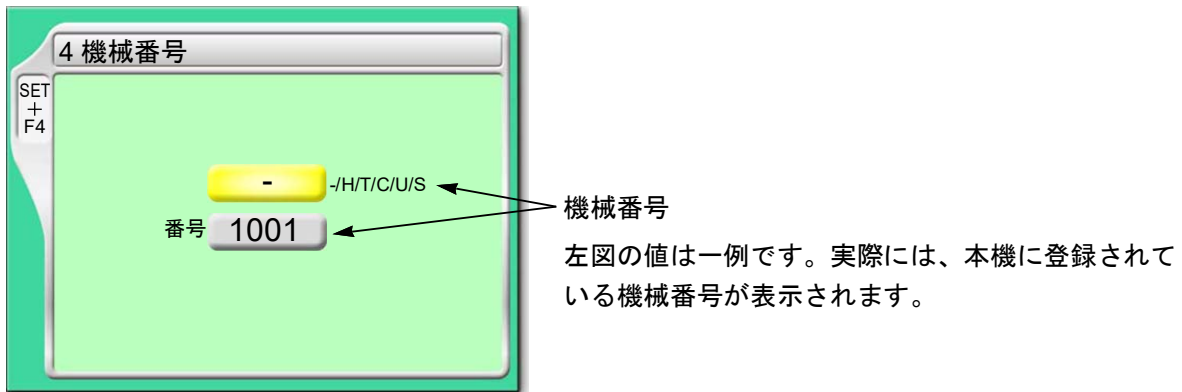 4 機械番号
SET
+
F4
-
-/H/T/C/U/S
番号 1001
機械番号
左図の値は一例です。実際には、本機に登録されて
いる機械番号が表示されます。